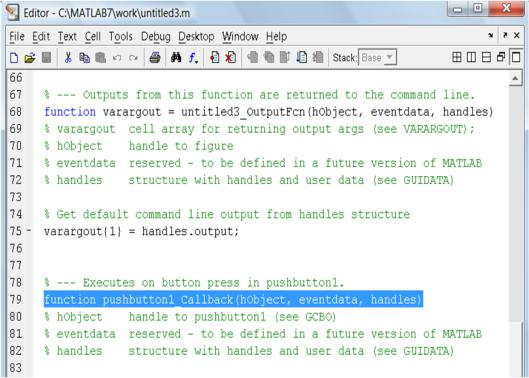 Editor - C:\MATLAB7\work\untitled3.m
File Edit Text Cell Tools Debug Desktop Window Help
Stack: Base
66
67 % --- Outputs from this function are returned to the command line.
68 function varargout = untitled3_OutputFcn(hObject, eventdata, handles)
69 % varargout cell array for returning output args (see VARARGOUT);
70 % hObject handle to figure
71 % eventdata reserved - to be defined in a future version of MATLAB
72 % handles structure with handles and user data (see GUIDATA)
73
74 % Get default command line output from handles structure
75 - varargout{1} = handles.output;
76
77
78 % --- Executes on button press in pushbutton1.
79 function pushbutton1_Callback(hObject, eventdata, handles)
80 % hObject handle to pushbutton1 (see GCBO)
81 % eventdata reserved - to be defined in a future version of MATLAB
82 % handles structure with handles and user data (see GUIDATA)
83